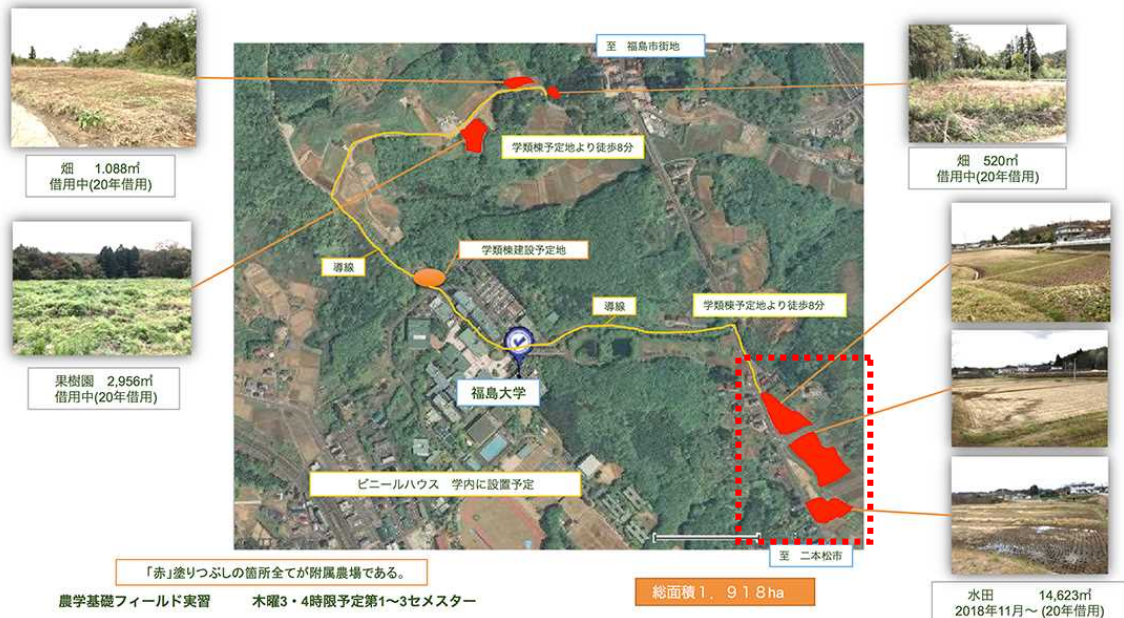 至　福島市街地
畑　1.088㎡
借用中(20年借用)
学類棟予定地より徒歩8分
畑　520㎡
借用中(20年借用)
学類棟建設予定地
導線
導線
学類棟予定地より徒歩8分
果樹園　2,956㎡
借用中(20年借用)
福島大学
ビニールハウス　学内に設置予定
至　二本松市
「赤」塗りつぶしの箇所全てが附属農場である。
農学基礎フィールド実習　　木曜3・4時限予定第1〜3セメスター
総面積1．918ha
水田　　14,623㎡
2018年11月〜 (20年借用)